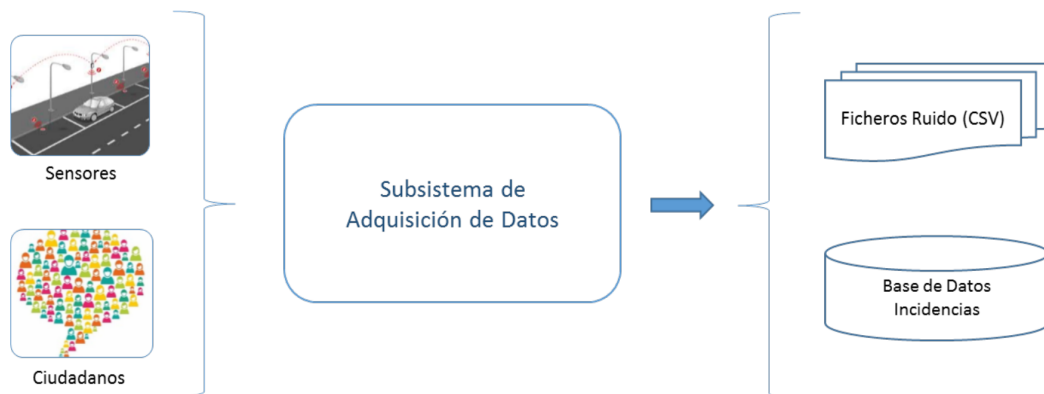 Sensores
Ciudadanos
Subsistema de
Adquisición de Datos
Ficheros Ruido (CSV)
Base de Datos
Incidencias